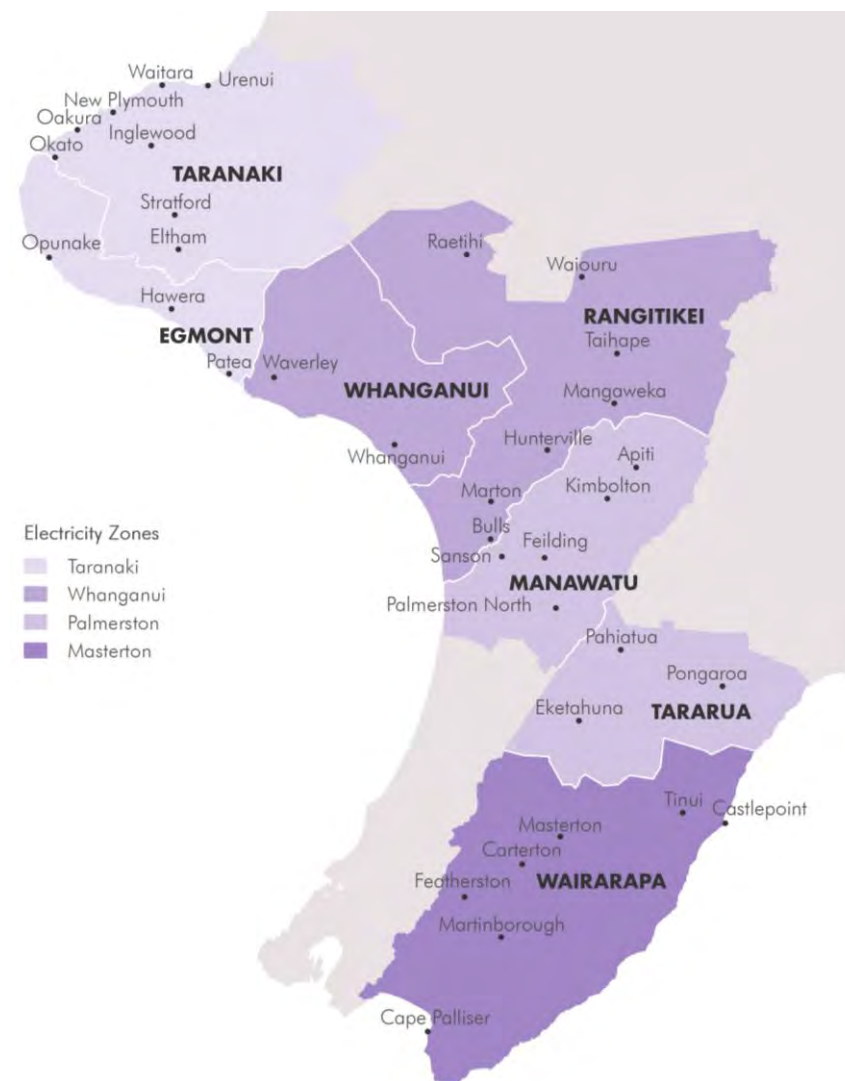 Waitara
Urenui
New Plymouth
Oakura
Inglewood
Okato
TARANAKI
Stratford
Opunake
Eltham
Raetihi
Waiouru
Hawera
RANGITIKEI
EGMONT
Taihape
Patea
Waverley
WHANGANUI
Mangaweka
Hunterville
Apiti
Whanganui
Kimbolton
Marton
Bulls
Electricity Zones
Sanson
Feilding
Taranaki
MANAWATU
Whanganui
Palmerston North
Palmerston
Pahiatua
Masterton
Pongaroa
Eketahuna
TARARUA
Tinui
Castlepoint
Masterton
Carterton
Featherston
WAIRARAPA
Martinborough
Cape Palliser